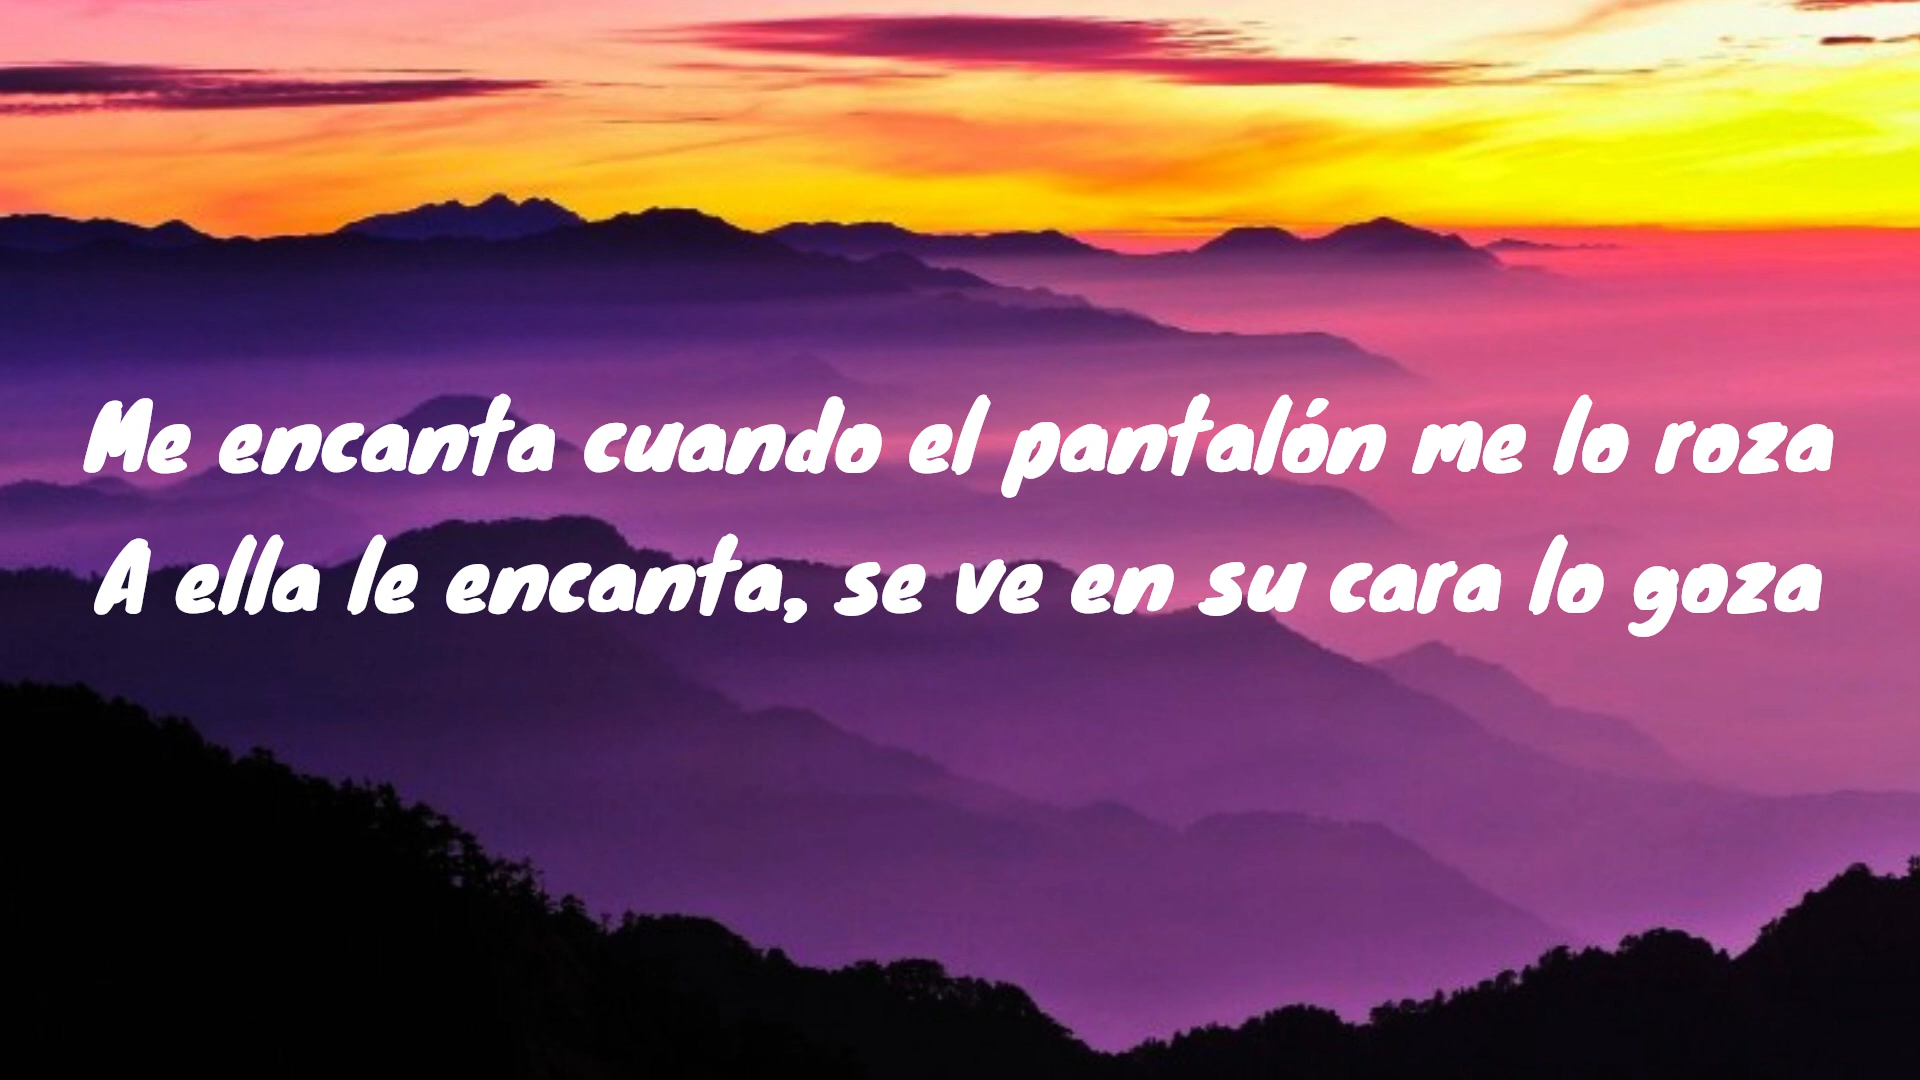 Me encanta cuando el pantalón me lo roza
A ella le encanta, se ve en su cara lo goza